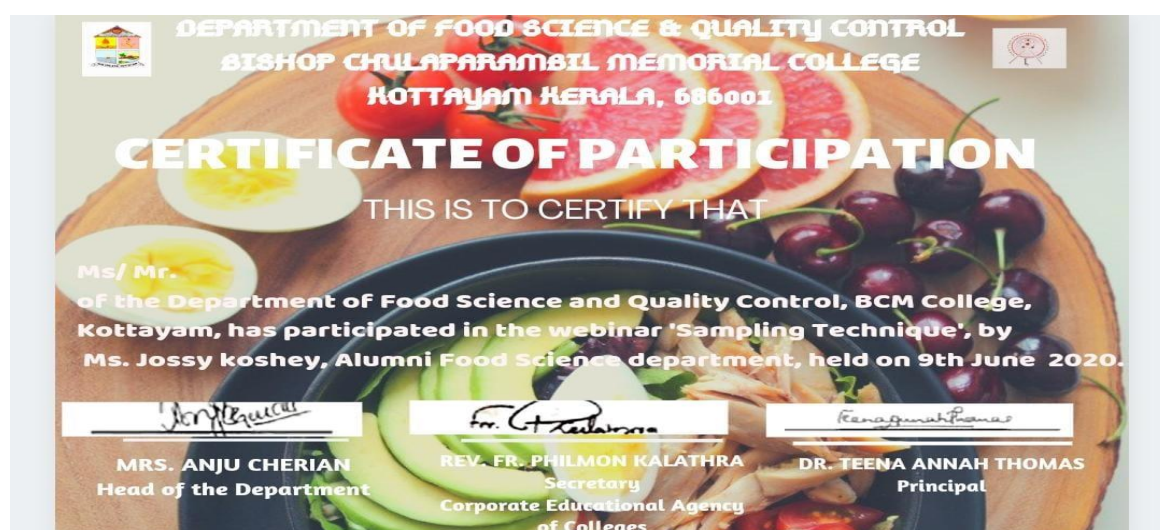 DEPARTMENT OF FOOD SCIENCE & QUALITY CONTROL
BISHOP CHULAPARAMBIL MEMORIAL COLLEGE
KOTTAYAM KERALA, 686001
CERTIFICATE OF PARTICIPATION
THIS IS TO CERTIFY THAT
Ms/ Mr.
of the Department of Food Science and Quality Control, BCM College,
Kottayam, has participated in the webinar 'Sampling Technique', by
Ms. Jossy koshey, Alumni Food Science department, held on 9th June 2020.
Fr.
MRS. ANJU CHERIAN
Head of the Department
REV. FR. PHILMON KALATHRA
Secretary
Corporate Educational Agency
of Colleges
DR. TEENA ANNAH THOMAS
Principal